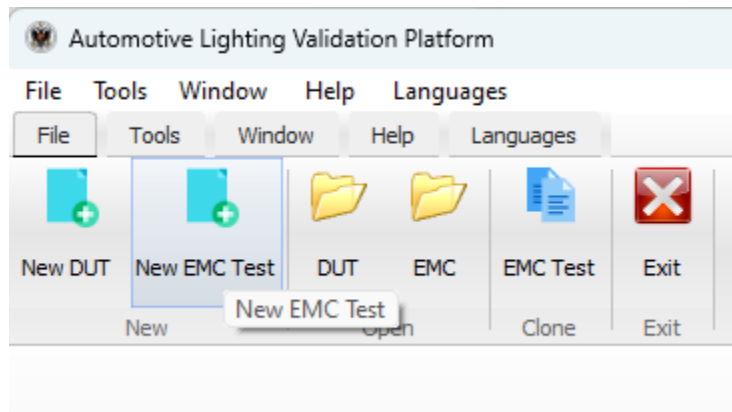 Automotive Lighting Validation Platform
File Tools Window Help Languages
File Tools Window Help Languages
New DUT New EMC Test DUT EMC EMC Test Exit
New EMC Test
New Open Clone Exit